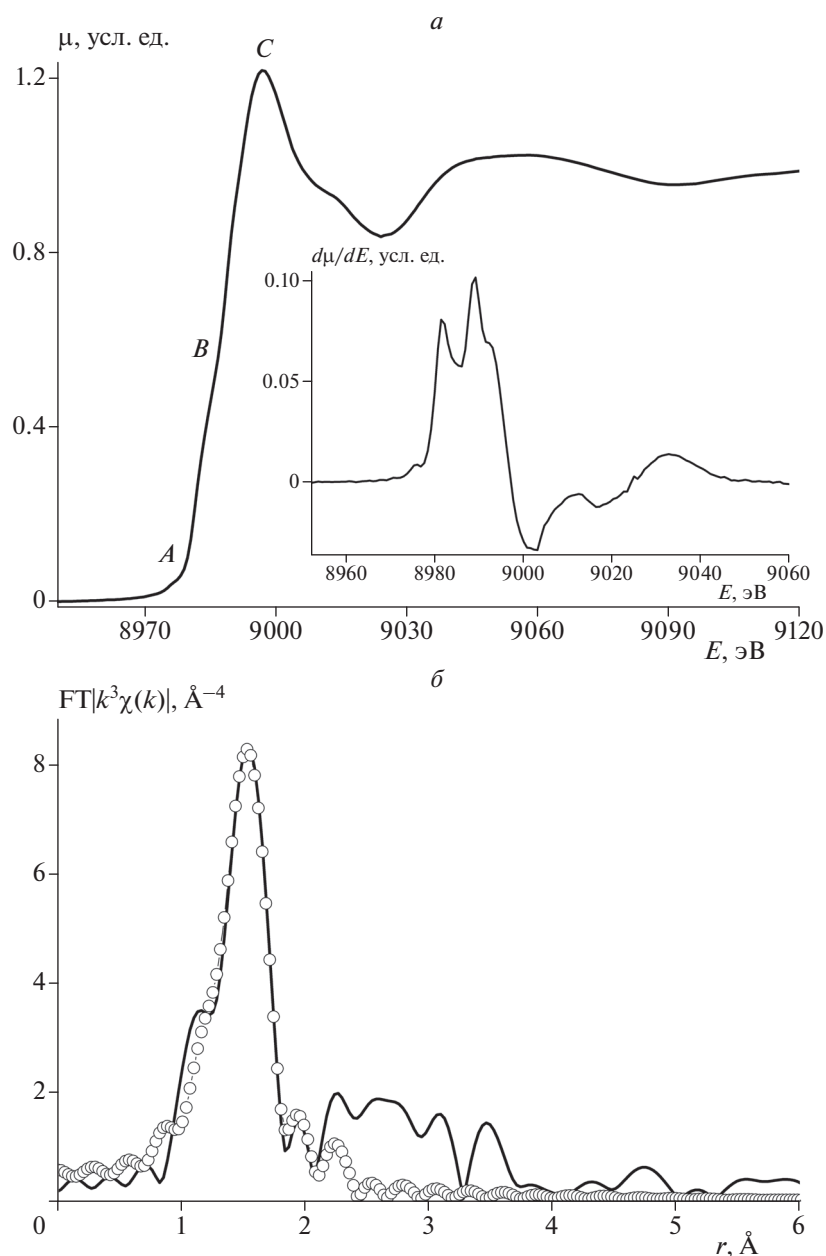 а
μ, усл. ед.
C
1.2
0.8
dμ/dE, усл. ед.
0.10
B
0.05
0.4
0
A
8960 8980 9000 9020 9040 9060
E, эВ
0
8970 9000 9030 9060 9090 9120
E, эВ
б
FT|k³χ(k)|, Å⁻⁴
8
6
4
2
0 1 2 3 4 5 6
r, Å